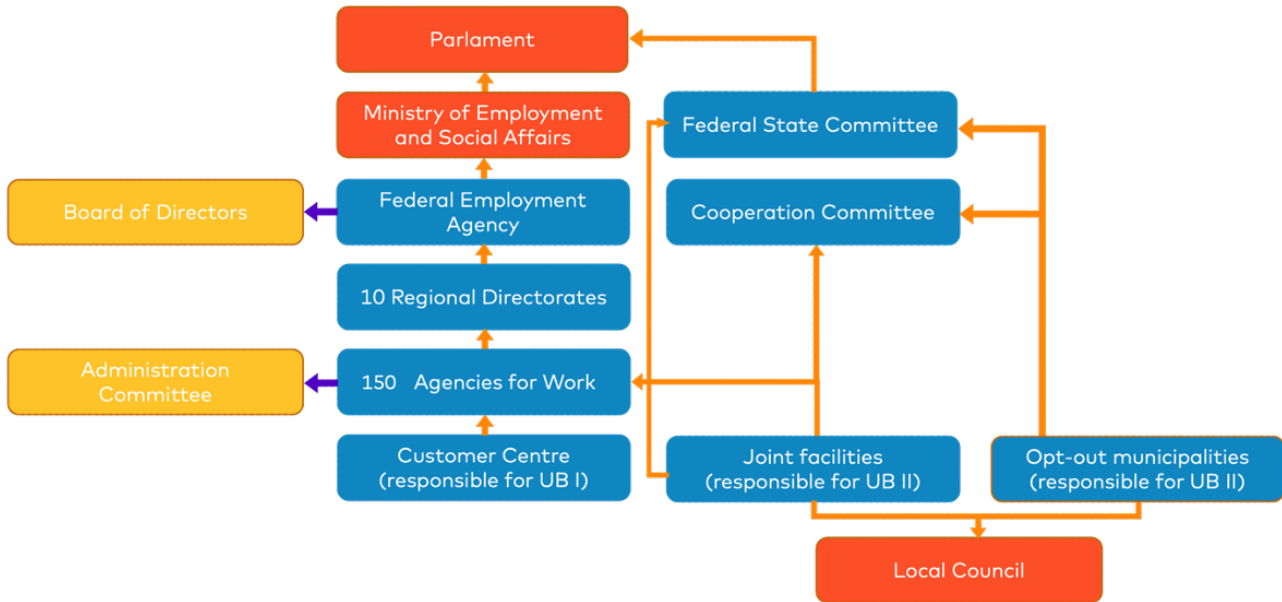 Parlament
Ministry of Employment
and Social Affairs
Federal State Committee
Board of Directors
Federal Employment
Agency
Cooperation Committee
10 Regional Directorates
Administration
Committee
150 Agencies for Work
Customer Centre
(responsible for UB I)
Joint facilities
(responsible for UB II)
Opt-out municipalities
(responsible for UB II)
Local Council